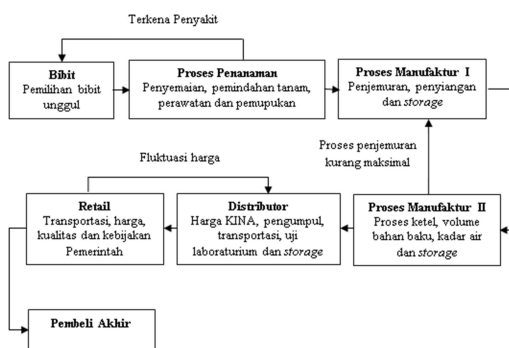 Terkena Penyakit
Bibit
Pemilihan bibit
unggul
Proses Penanaman
Penyemaian, pemindahan tanam,
perawatan dan pemupukan
Proses Manufaktur I
Penjemuran, penyiangan
dan storage
Proses penjemuran
kurang maksimal
Fluktuasi harga
Retail
Transportasi, harga,
kualitas dan kebijakan
Pemerintah
Distributor
Harga KINA, pengumpul,
transportasi, uji
laboraturium dan storage
Proses Manufaktur II
Proses ketel, volume
bahan baku, kadar air
dan storage
Pembeli Akhir